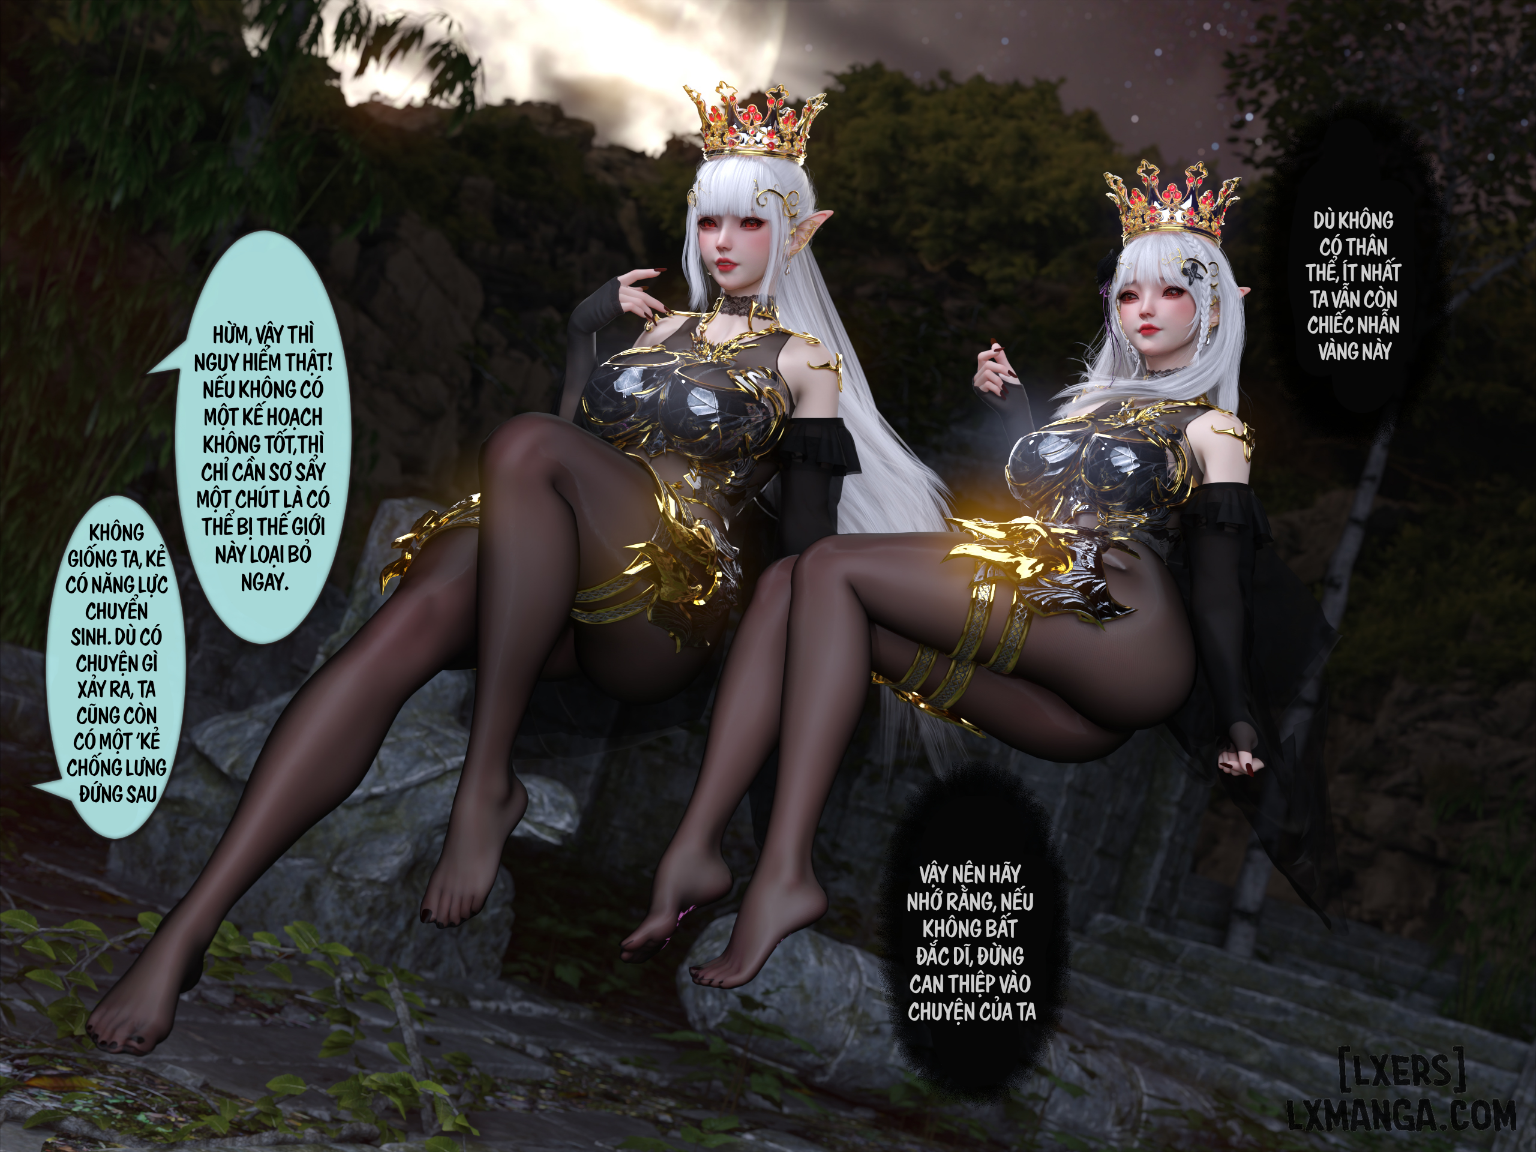 HỪM, VẬY THÌ
NGUY HIỂM THẬT!
NẾU KHÔNG CÓ
MỘT KẾ HOẠCH
KHÔNG TỐT,THÌ
CHỈ CẦN SƠ SẨY
MỘT CHÚT LÀ CÓ
THỂ BỊ THẾ GIỚI
NÀY LOẠI BỎ
NGAY.
KHÔNG
GIỐNG TA, KẺ
CÓ NĂNG LỰC
CHUYỂN
SINH. DÙ CÓ
CHUYỆN GÌ
XẢY RA, TA
CŨNG CÒN
CÓ MỘT 'KẺ
CHỐNG LƯNG
ĐỨNG SAU
DÙ KHÔNG
CÓ THÂN
THỂ, ÍT NHẤT
TA VẪN CÒN
CHIẾC NHẪN
VÀNG NÀY
VẬY NÊN HÃY
NHỚ RẰNG, NẾU
KHÔNG BẤT
ĐẮC DĨ, ĐỪNG
CAN THIỆP VÀO
CHUYỆN CỦA TA
[LXERS]
LXMANGA.COM